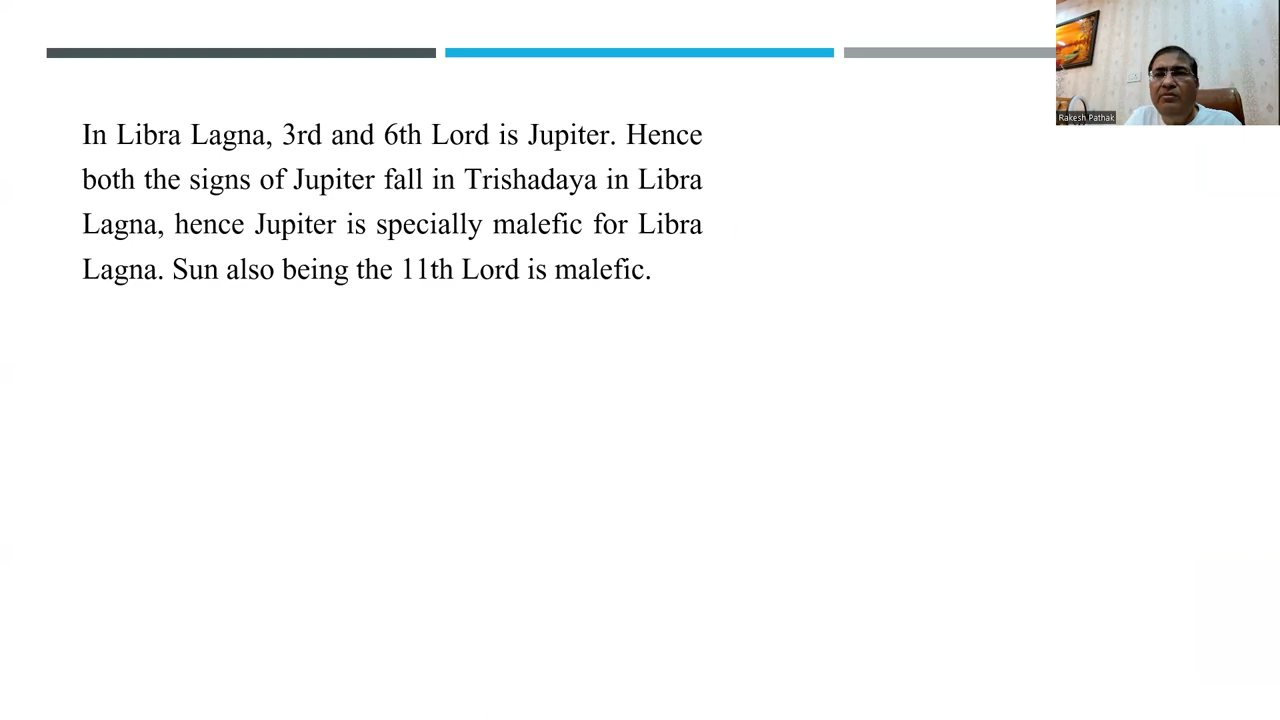 In Libra Lagna, 3rd and 6th Lord is Jupiter. Hence
both the signs of Jupiter fall in Trishadaya in Libra
Lagna, hence Jupiter is specially malefic for Libra
Lagna. Sun also being the 11th Lord is malefic.
Rakesh Pathak